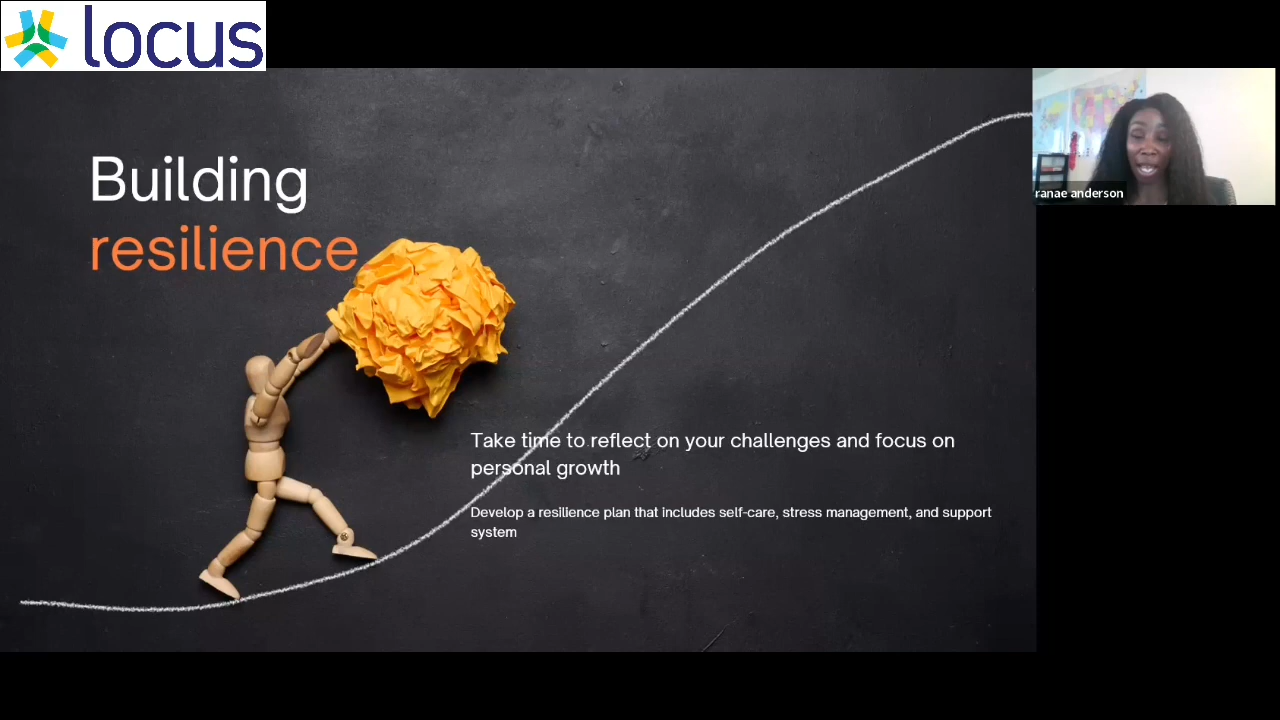 locus
Building
resilience
ranae anderson
Take time to reflect on your challenges and focus on
personal growth
Develop a resilience plan that includes self-care, stress management, and support
system